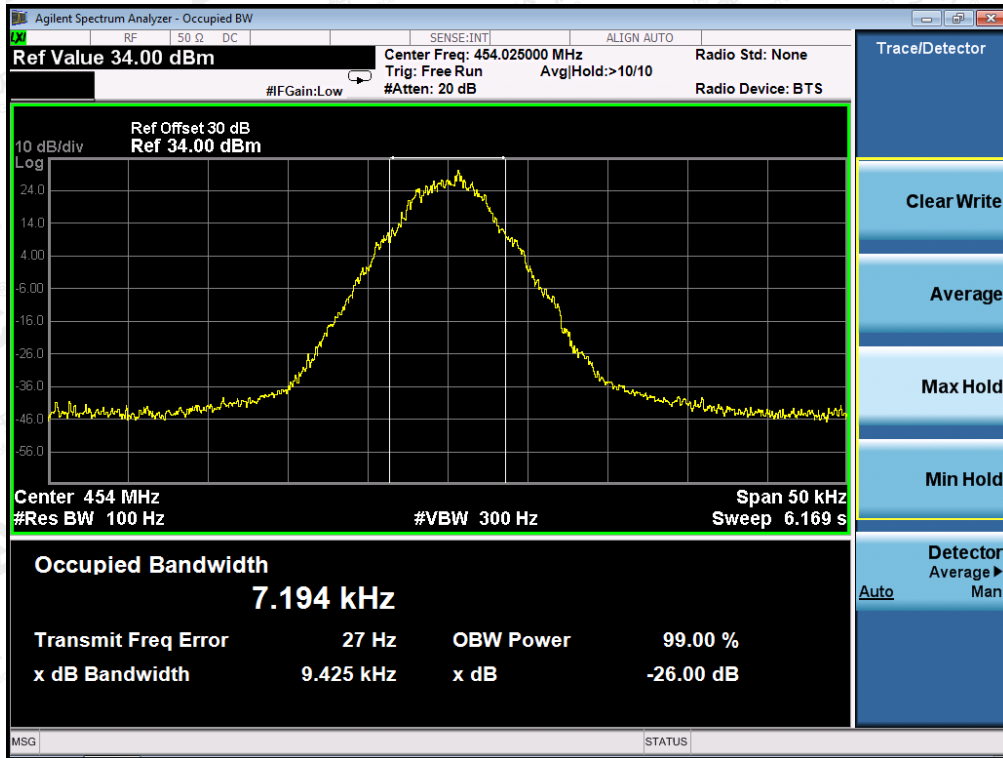 Agilent Spectrum Analyzer - Occupied BW
LXI RF 50 Ω DC SENSE:INT ALIGN AUTO
Ref Value 34.00 dBm
Center Freq: 454.025000 MHz
Radio Std: None
Trig: Free Run
Avg|Hold:>10/10
#IFGain:Low
#Atten: 20 dB
Radio Device: BTS
Ref Offset 30 dB
10 dB/div
Ref 34.00 dBm
Log
24.0
14.0
4.00
-6.00
-16.0
-26.0
-36.0
-46.0
-56.0
Center 454 MHz
Span 50 kHz
#Res BW 100 Hz
#VBW 300 Hz
Sweep 6.169 s
Occupied Bandwidth
7.194 kHz
Transmit Freq Error 27 Hz
OBW Power 99.00 %
x dB Bandwidth 9.425 kHz
x dB -26.00 dB
MSG
STATUS
Trace/Detector
Clear Write
Average
Max Hold
Min Hold
Detector
Average
Auto Man